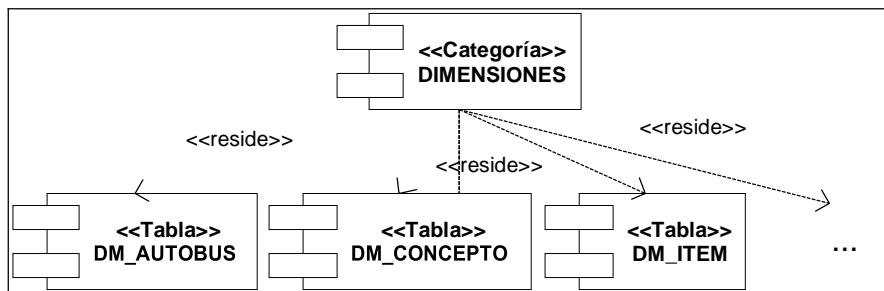 <<Categoría>>
DIMENSIONES
<<reside>>
<<reside>>
<<reside>>
<<Tabla>>
DM_AUTOBUS
<<Tabla>>
DM_CONCEPTO
<<Tabla>>
DM_ITEM
...